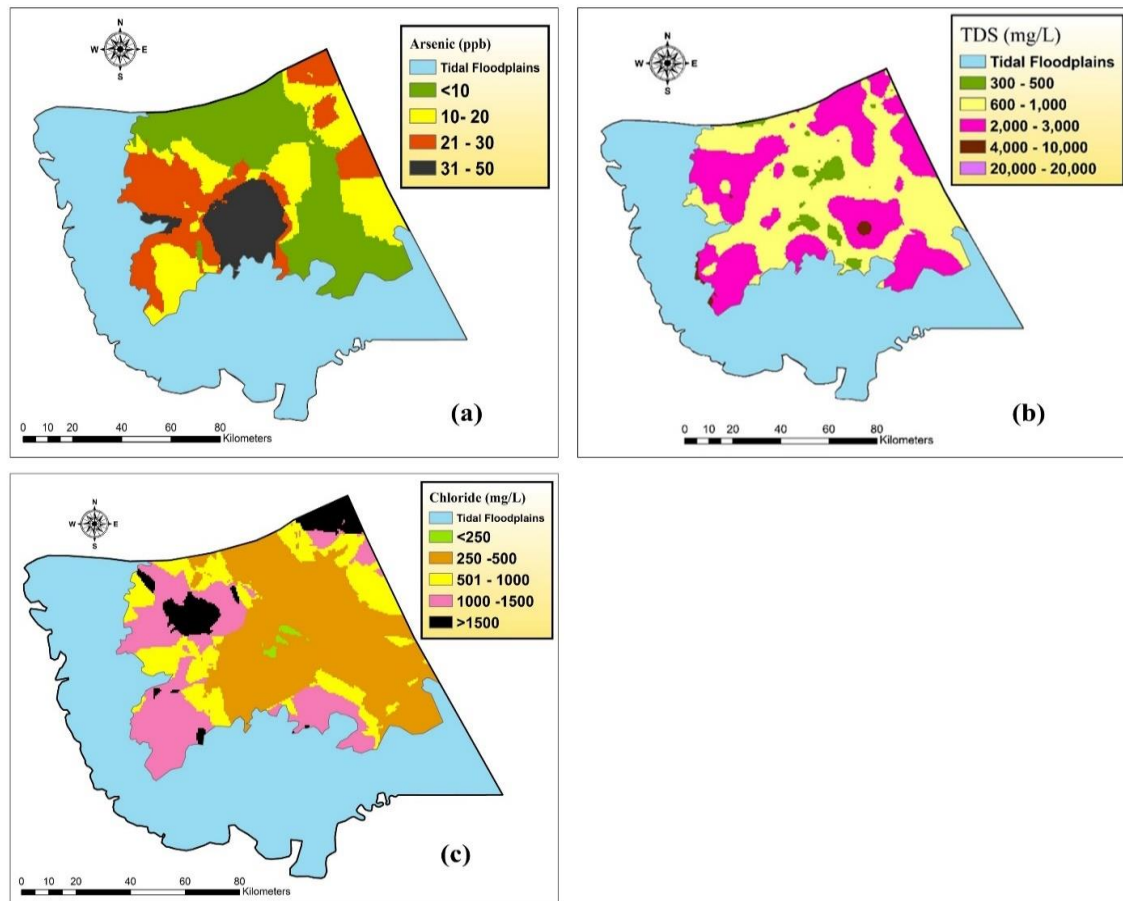 N
W E
S
Arsenic (ppb)
Tidal Floodplains
<10
10- 20
21 - 30
31 - 50
(a)
0 10 20 40 60 80
Kilometers
N
W E
S
TDS (mg/L)
Tidal Floodplains
300 - 500
600 - 1,000
2,000 - 3,000
4,000 - 10,000
20,000 - 20,000
(b)
0 10 20 40 60 80
Kilometers
N
W E
S
Chloride (mg/L)
Tidal Floodplains
<250
250 -500
501 - 1000
1000 -1500
>1500
(c)
0 10 20 40 60 80
Kilometers